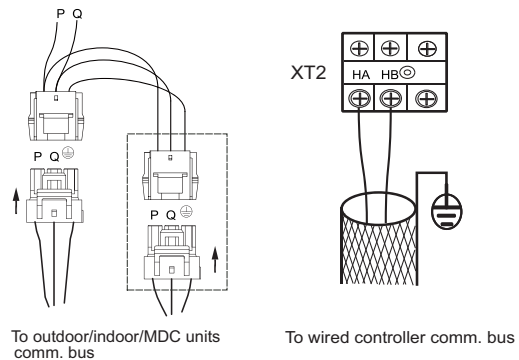 P Q
P Q
P Q
To outdoor/indoor/MDC units
comm. bus
XT2
HA HB
To wired controller comm. bus